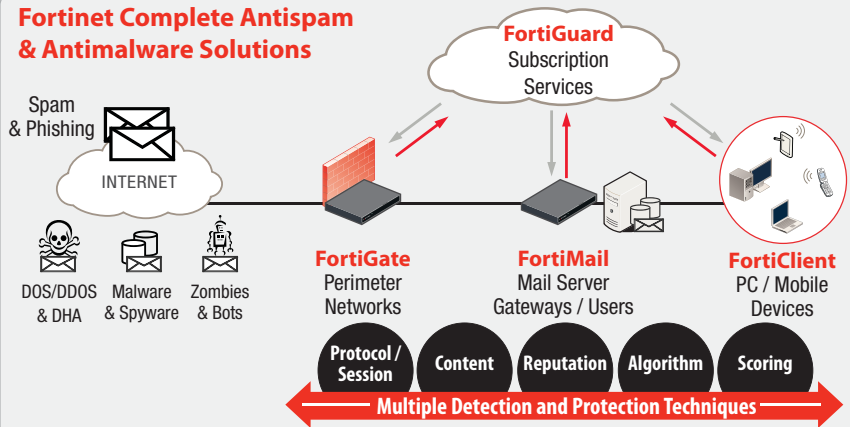 Fortinet Complete Antispam
& Antimalware Solutions
FortiGuard
Subscription
Services
Spam
& Phishing
INTERNET
DOS/DDOS
& DHA
Malware
& Spyware
Zombies
& Bots
FortiGate
Perimeter
Networks
FortiMail
Mail Server
Gateways / Users
FortiClient
PC / Mobile
Devices
Protocol /
Session
Content
Reputation
Algorithm
Scoring
Multiple Detection and Protection Techniques